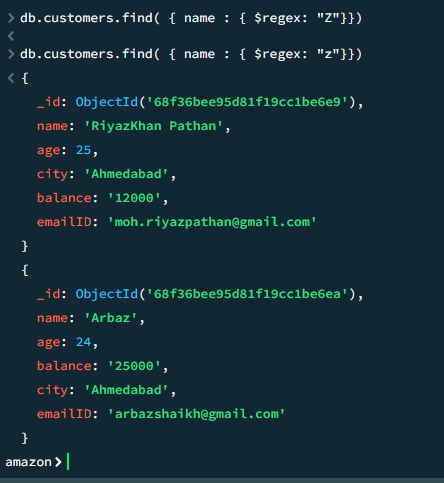 > db.customers.find( { name : { $regex: "Z"}})
<
> db.customers.find( { name : { $regex: "z"}})
< {
_id: ObjectId('68f36bee95d81f19cc1be6e9'),
name: 'RiyazKhan Pathan',
age: 25,
city: 'Ahmedabad',
balance: '12000',
emailID: 'moh.riyazpathan@gmail.com'
}
{
_id: ObjectId('68f36bee95d81f19cc1be6ea'),
name: 'Arbaz',
age: 24,
balance: '25000',
city: 'Ahmedabad',
emailID: 'arbazshaikh@gmail.com'
}
amazon>